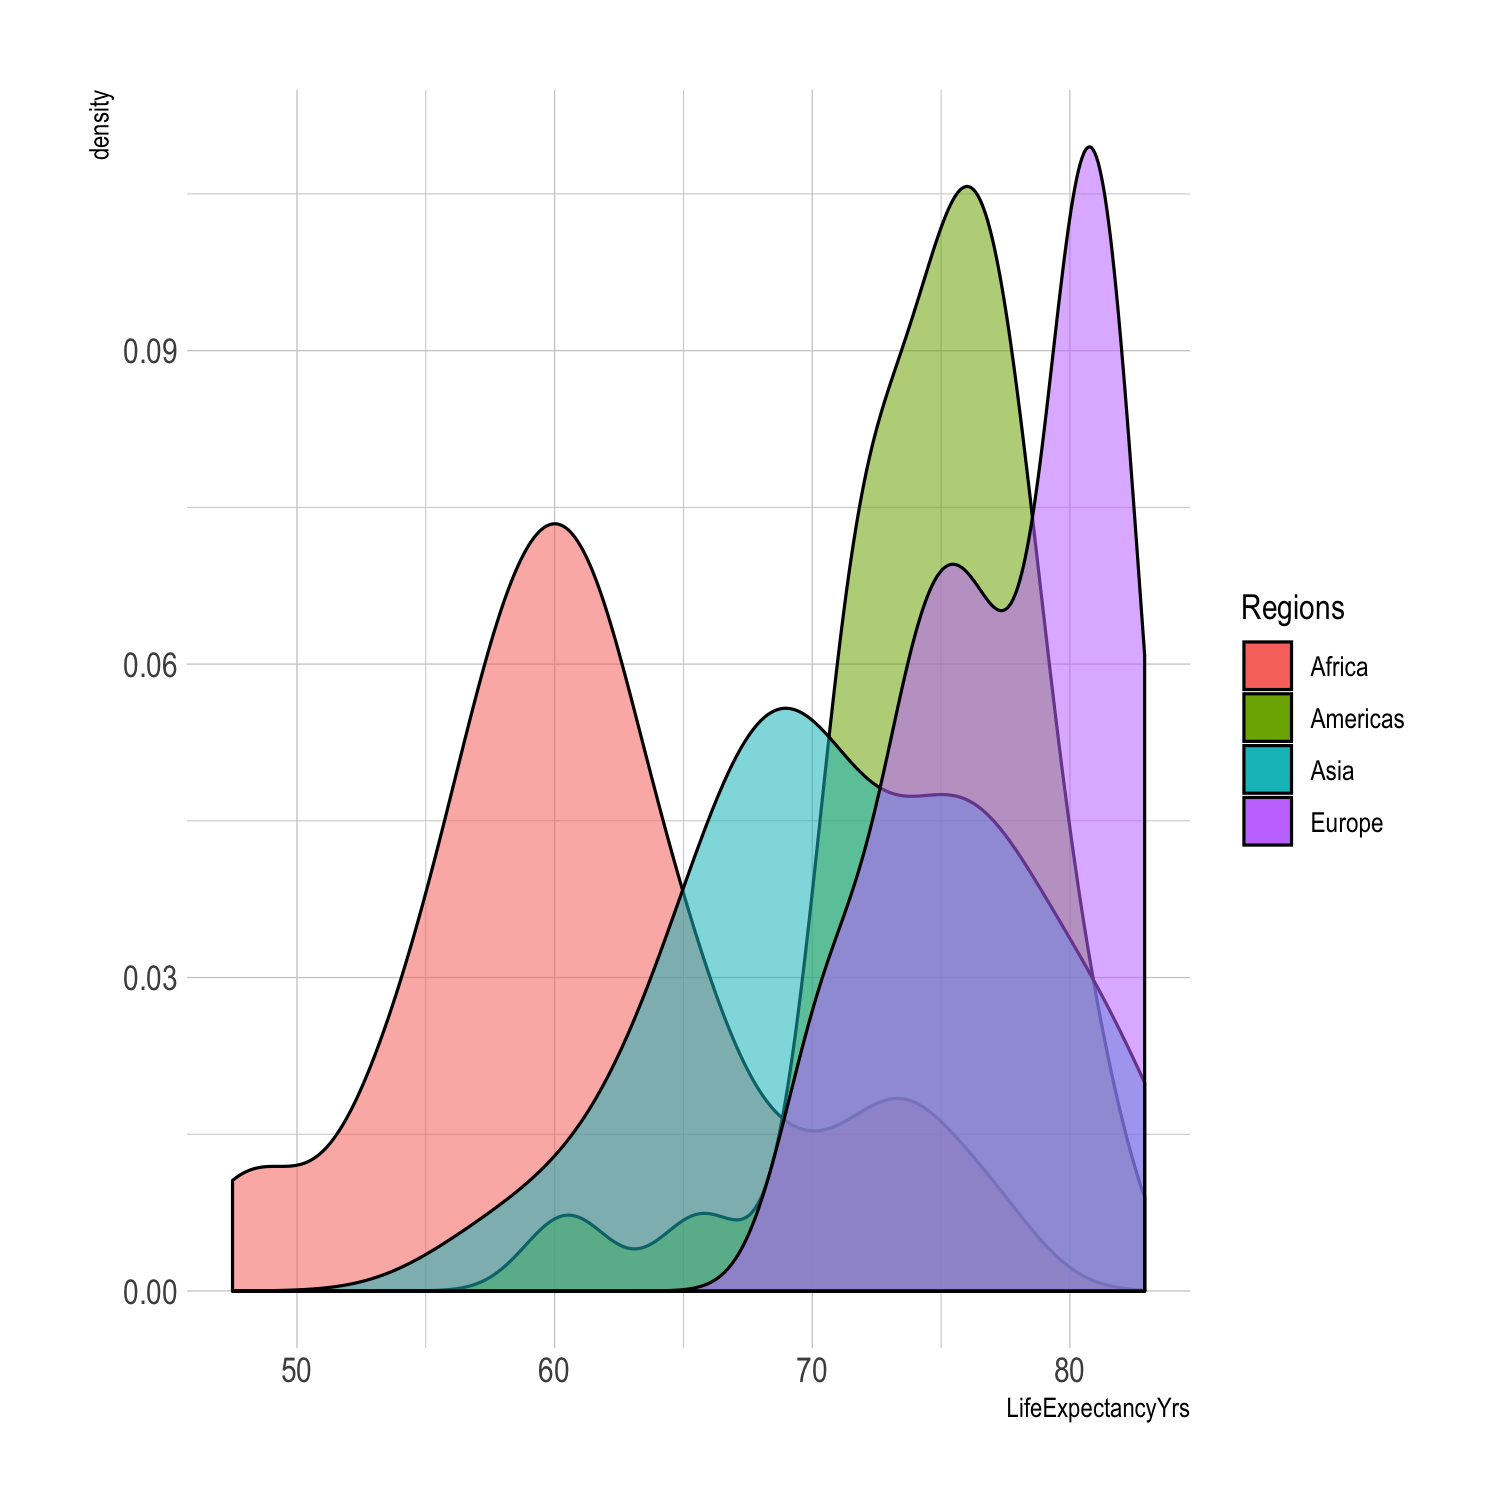 density
0.09
0.06
0.03
0.00
50 60 70 80
LifeExpectancyYrs
Regions
Africa
Americas
Asia
Europe